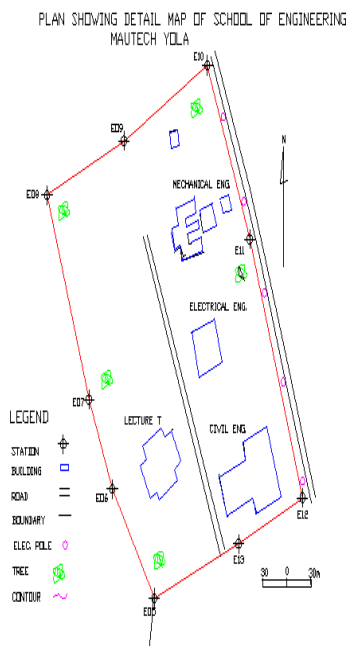 PLAN SHOWING DETAIL MAP OF SCHOOL OF ENGINEERING
MAUTECH YOLA
E10
E09
N
E08
MECHANICAL ENG.
E11
ELECTRICAL ENG.
E07
LEGEND
LECTURE T
CIVIL ENG.
STATION
BUILDING
E06
ROAD
E12
BOUNDARY
ELEC. POLE
E13
TREE
30 0 30m
CONTOUR
E05